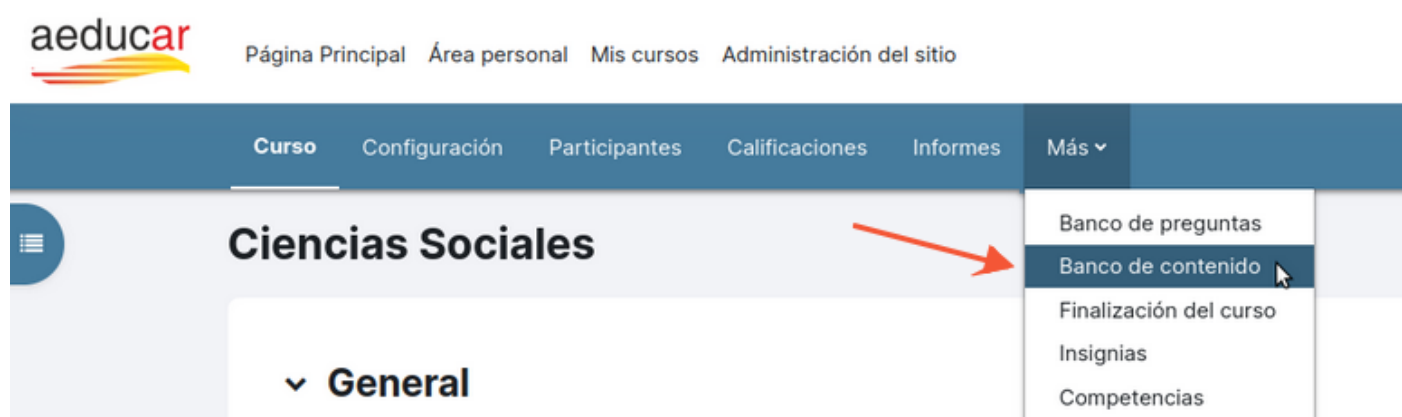 aeducar
Página Principal Área personal Mis cursos Administración del sitio
Curso Configuración Participantes Calificaciones Informes Más
Banco de preguntas
Ciencias Sociales
Banco de contenido
Finalización del curso
Insignias
General
Competencias